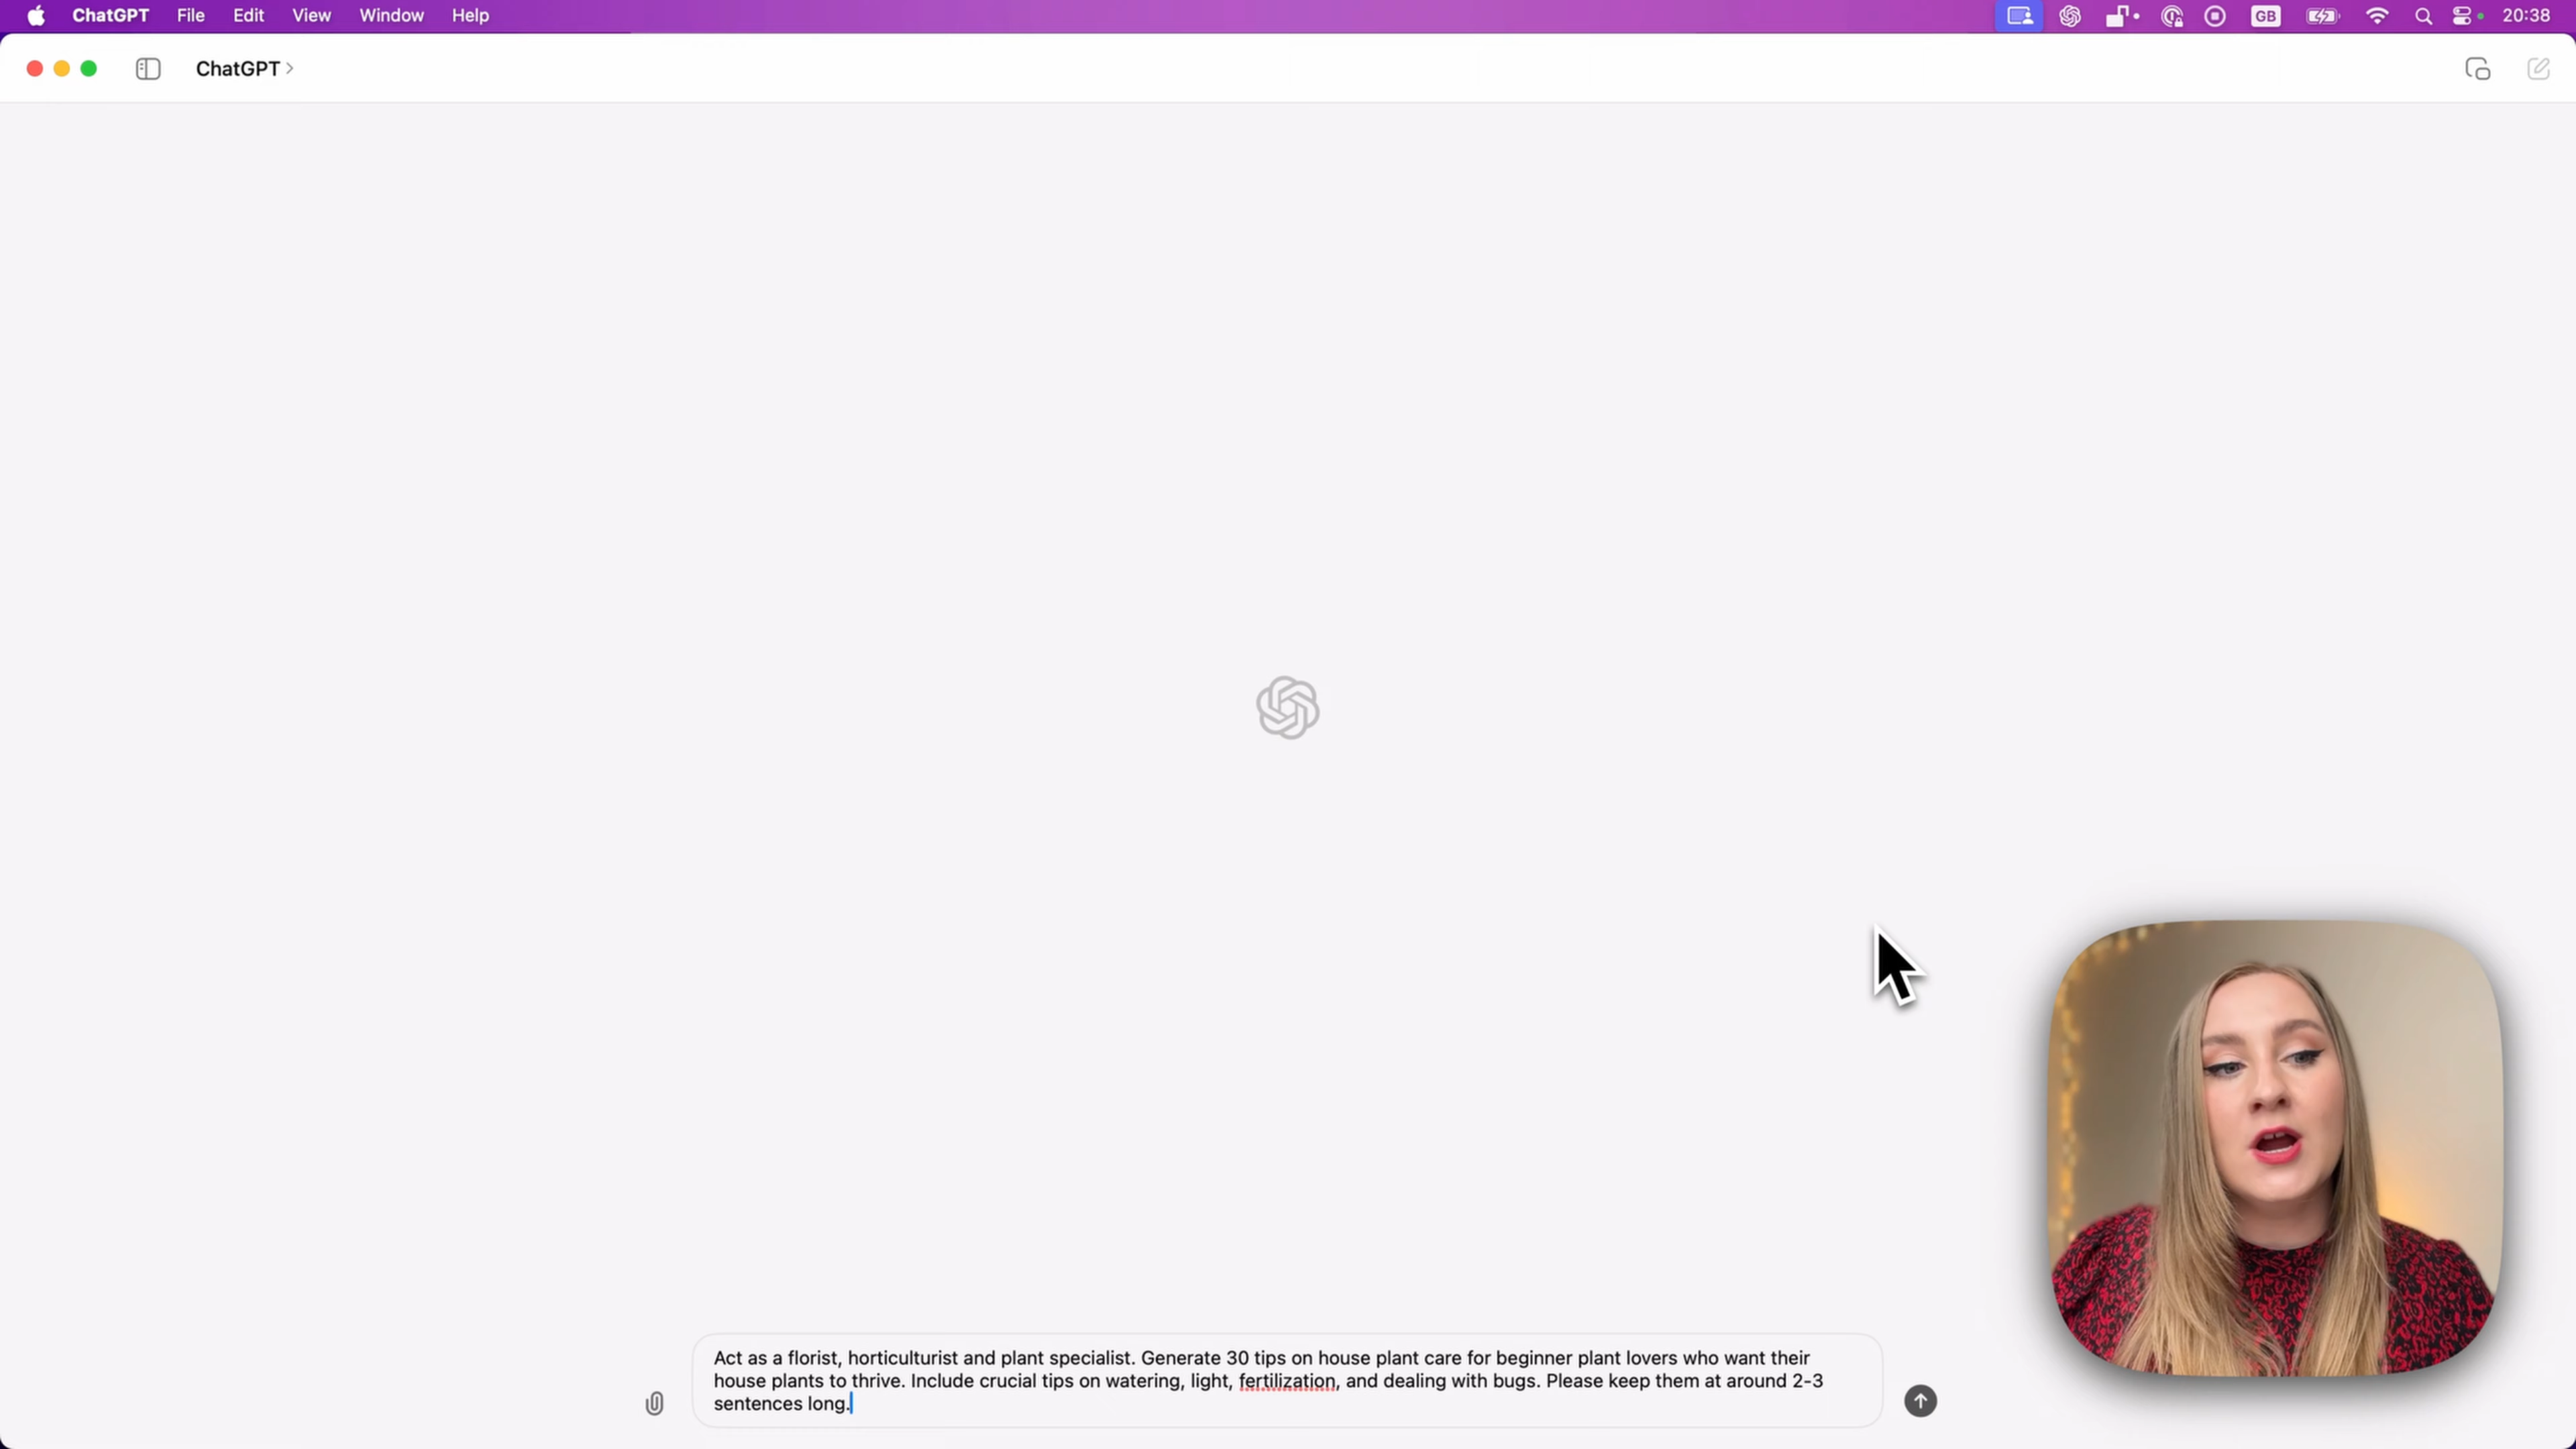 ChatGPT File Edit View Window Help GB 20:38
ChatGPT
Act as a florist, horticulturist and plant specialist. Generate 30 tips on house plant care for beginner plant lovers who want their
house plants to thrive. Include crucial tips on watering, light, fertilization, and dealing with bugs. Please keep them at around 2-3
sentences long.